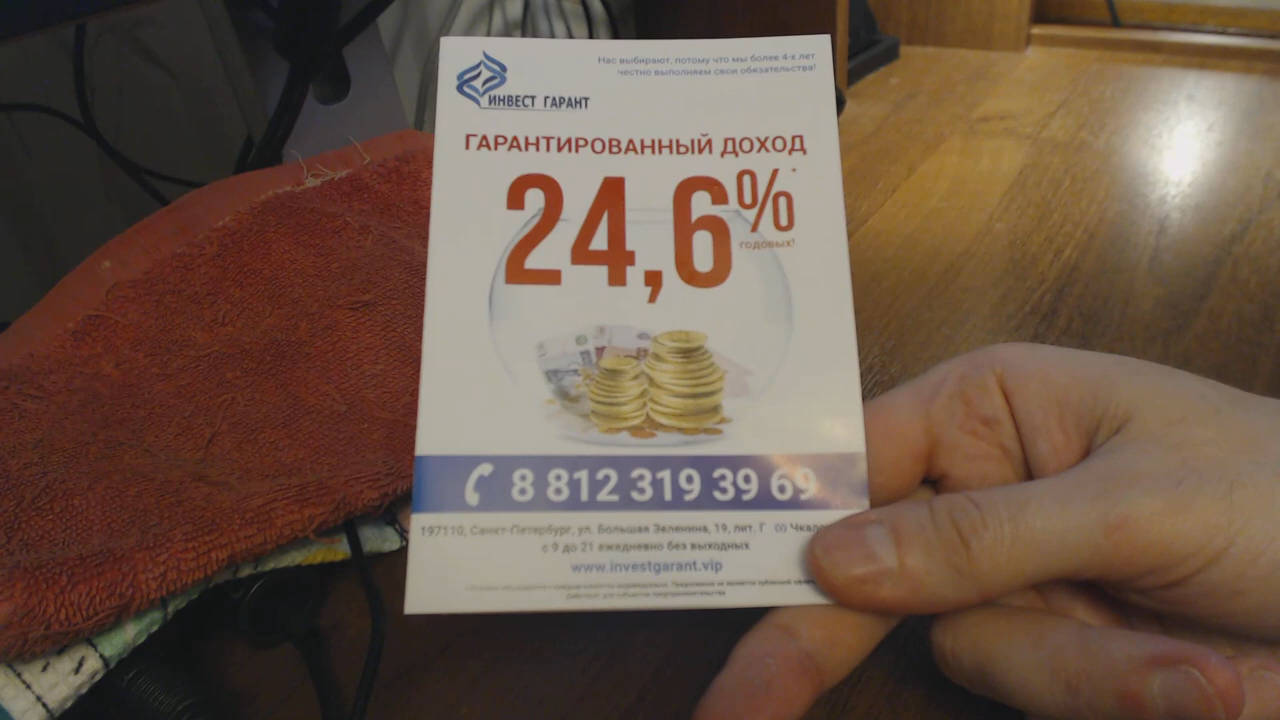 Нас выбирают, потому что мы более 4-х лет
честно выполняем свои обязательства!
ИНВЕСТ ГАРАНТ
ГАРАНТИРОВАННЫЙ ДОХОД
24,6%*
годовых!
8 812 319 39 69
197110, Санкт-Петербург, ул. Большая Зеленина, 19, лит. Г Чкало
с 9 до 21 ежедневно без выходных
www.investgarant.vip